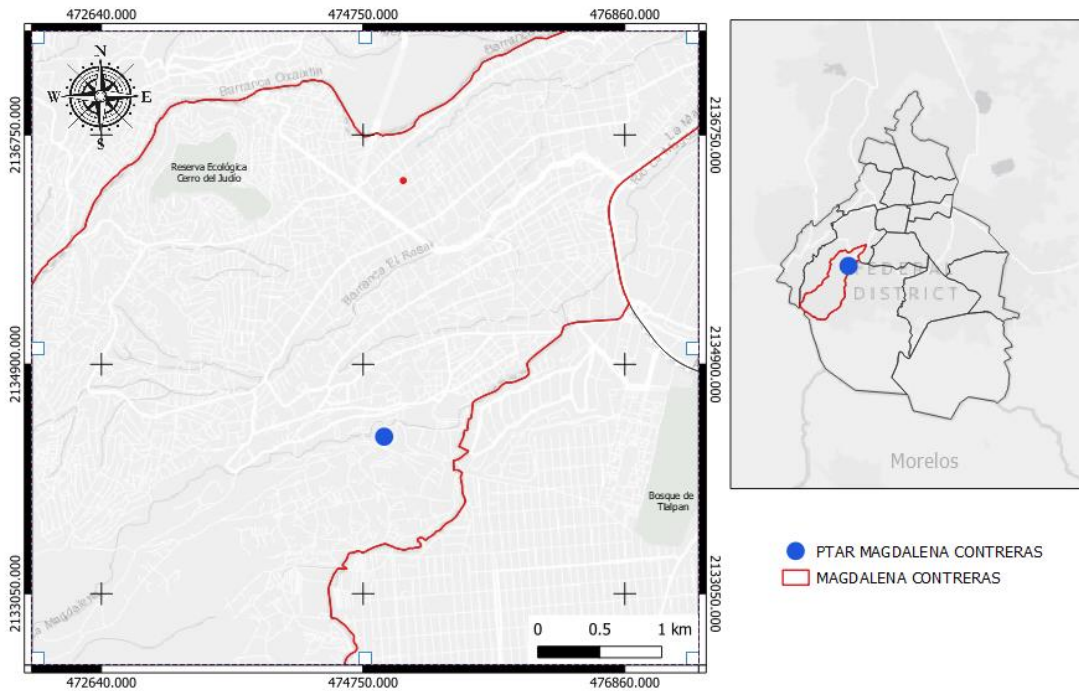 472640.000
474750.000
476860.000
N
W
E
S
Barranca Oxaixtla
Barranca
2136750.000
2136750.000
Reserva Ecológica
Cerro del Judío
Barranca El Rosal
2134900.000
2134900.000
Bosque de
Tlalpan
2133050.000
2133050.000
0
0.5
1 km
472640.000
474750.000
476860.000
FEDERA
DISTRICT
Morelos
PTAR MAGDALENA CONTRERAS
MAGDALENA CONTRERAS